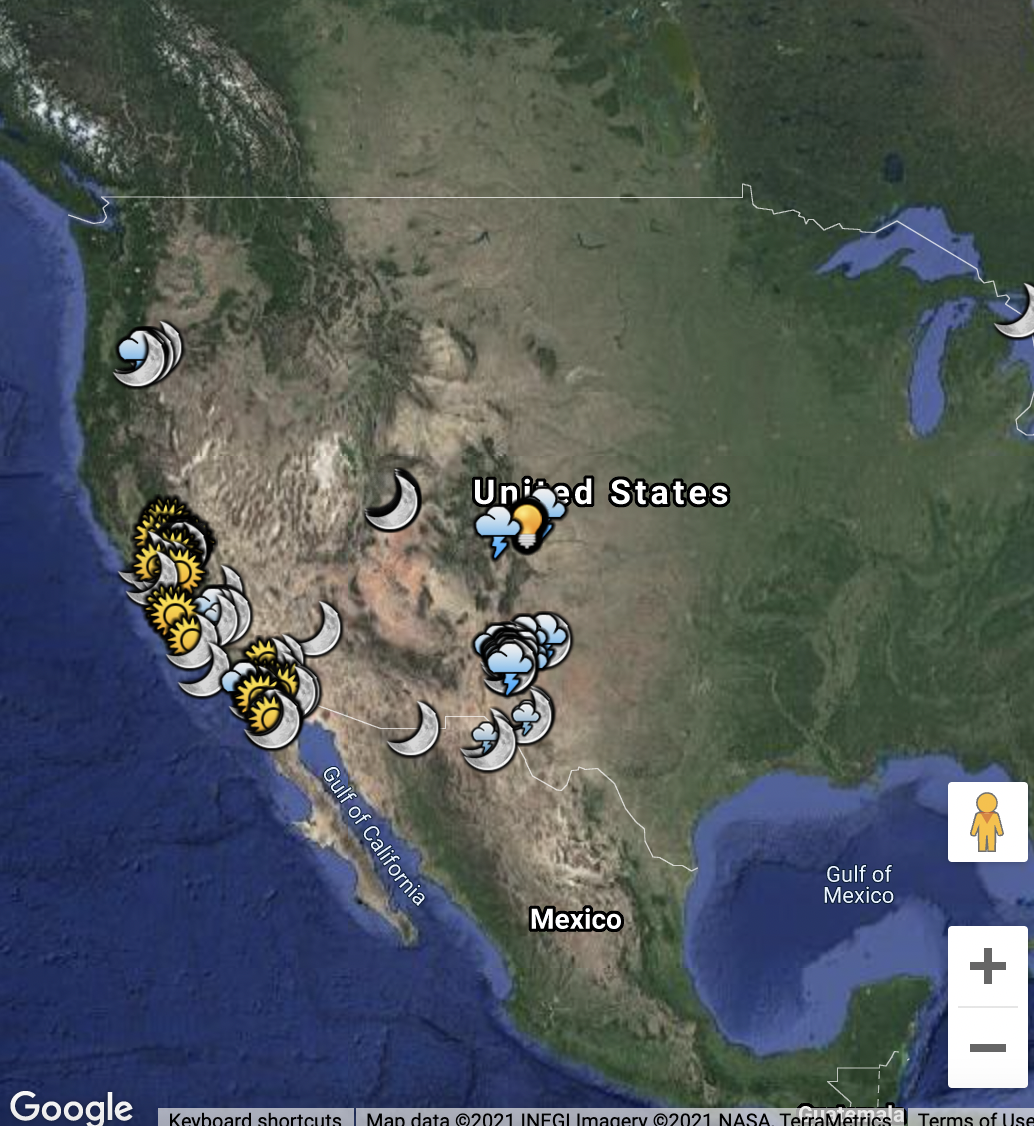 United States
Gulf of California
Gulf of
Mexico
Mexico
Guatemala
Google
Keyboard shortcuts
Map data ©2021 INEGI Imagery ©2021 NASA, TerraMetrics
Terms of Use